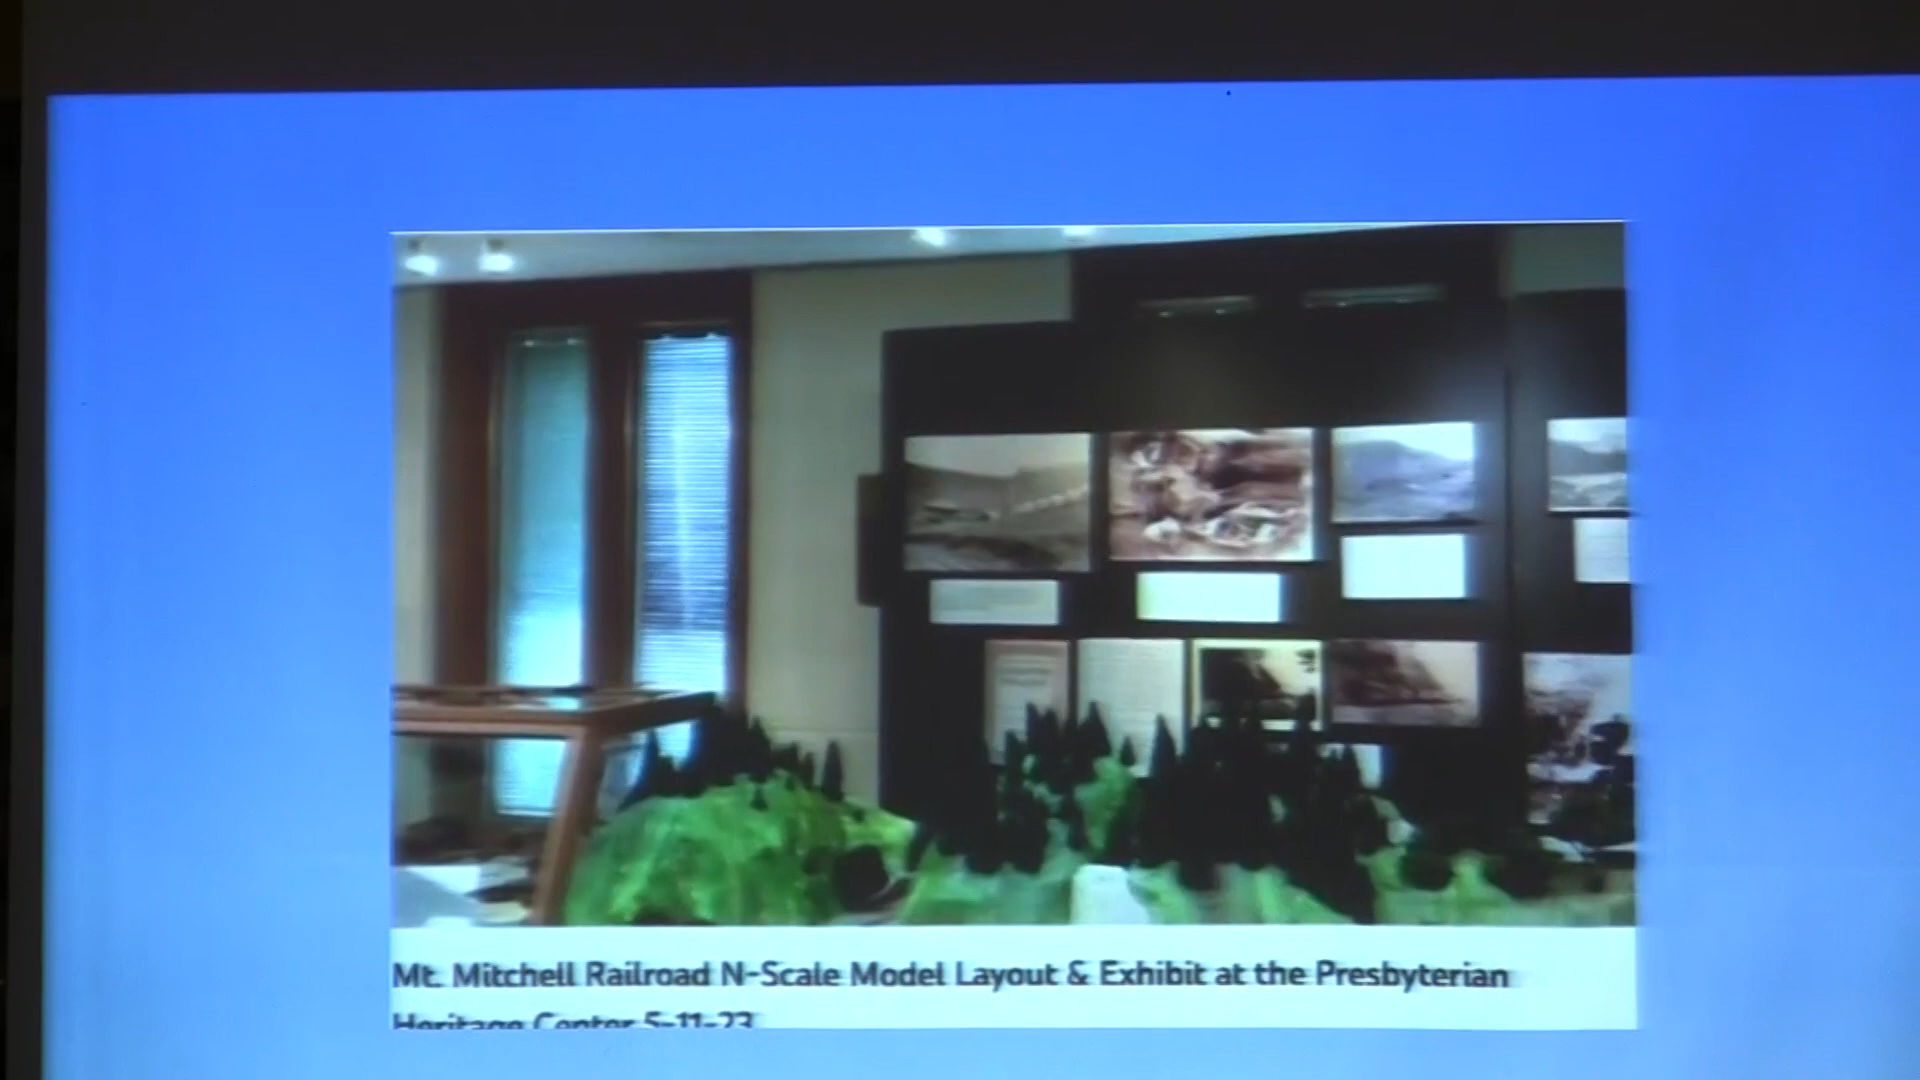 Mt. Mitchell Railroad N-Scale Model Layout & Exhibit at the Presbyterian
Heritage Center 5-11-23